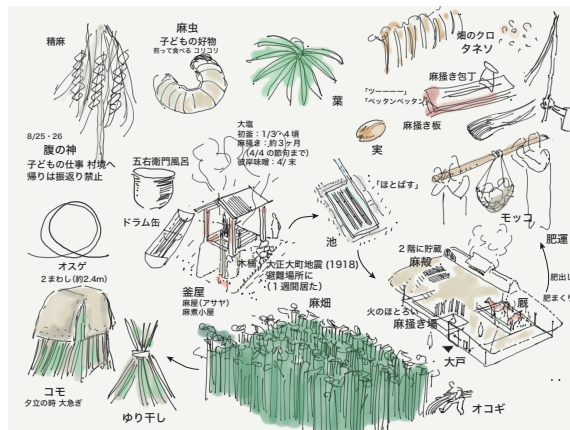 精麻
麻虫
子どもの好物
煎って食べる コリコリ
葉
畑のクロ
タネソ
麻掻き包丁
「ツーーーー」
「ペッタンペッタン」
麻掻き板
実
8/25・26
腹の神
子どもの仕事 村境へ
帰りは振返り禁止
大塩
初釜:1/3〜4頃
麻掻き:約3ヶ月
(4/4の節句まで)
彼岸味噌:4/末
五右衛門風呂
ドラム缶
「ほとばす」
池
モッコ
肥運
肥出し
肥まくり
オスゲ
2まわし(約2.4m)
木桶
釜屋
麻屋(アサヤ)
麻煮小屋
大正大町地震 (1918)
避難場所に
(1週間居た)
2階に貯蔵
麻殻
厩
火のほとろい
麻掻き場
大戸
麻畑
コモ
夕立の時 大急ぎ
ゆり干し
オコギ